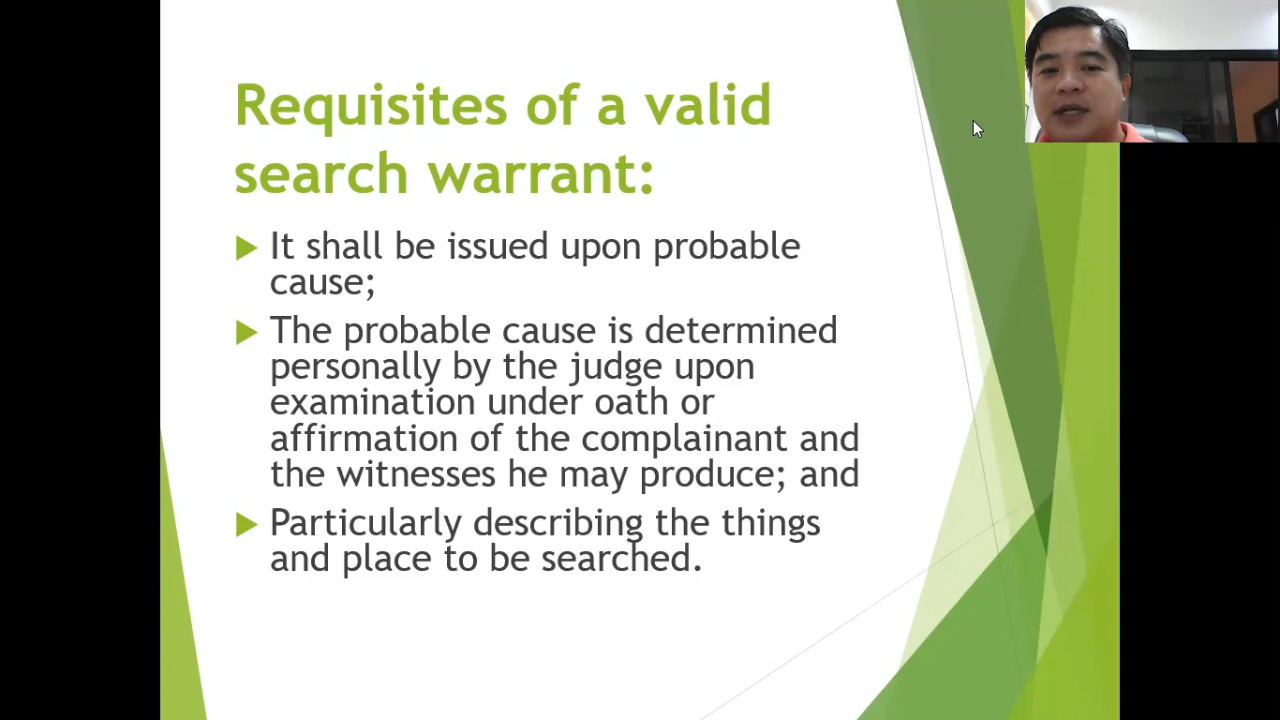 Requisites of a valid
search warrant:
It shall be issued upon probable
cause;
The probable cause is determined
personally by the judge upon
examination under oath or
affirmation of the complainant and
the witnesses he may produce; and
Particularly describing the things
and place to be searched.